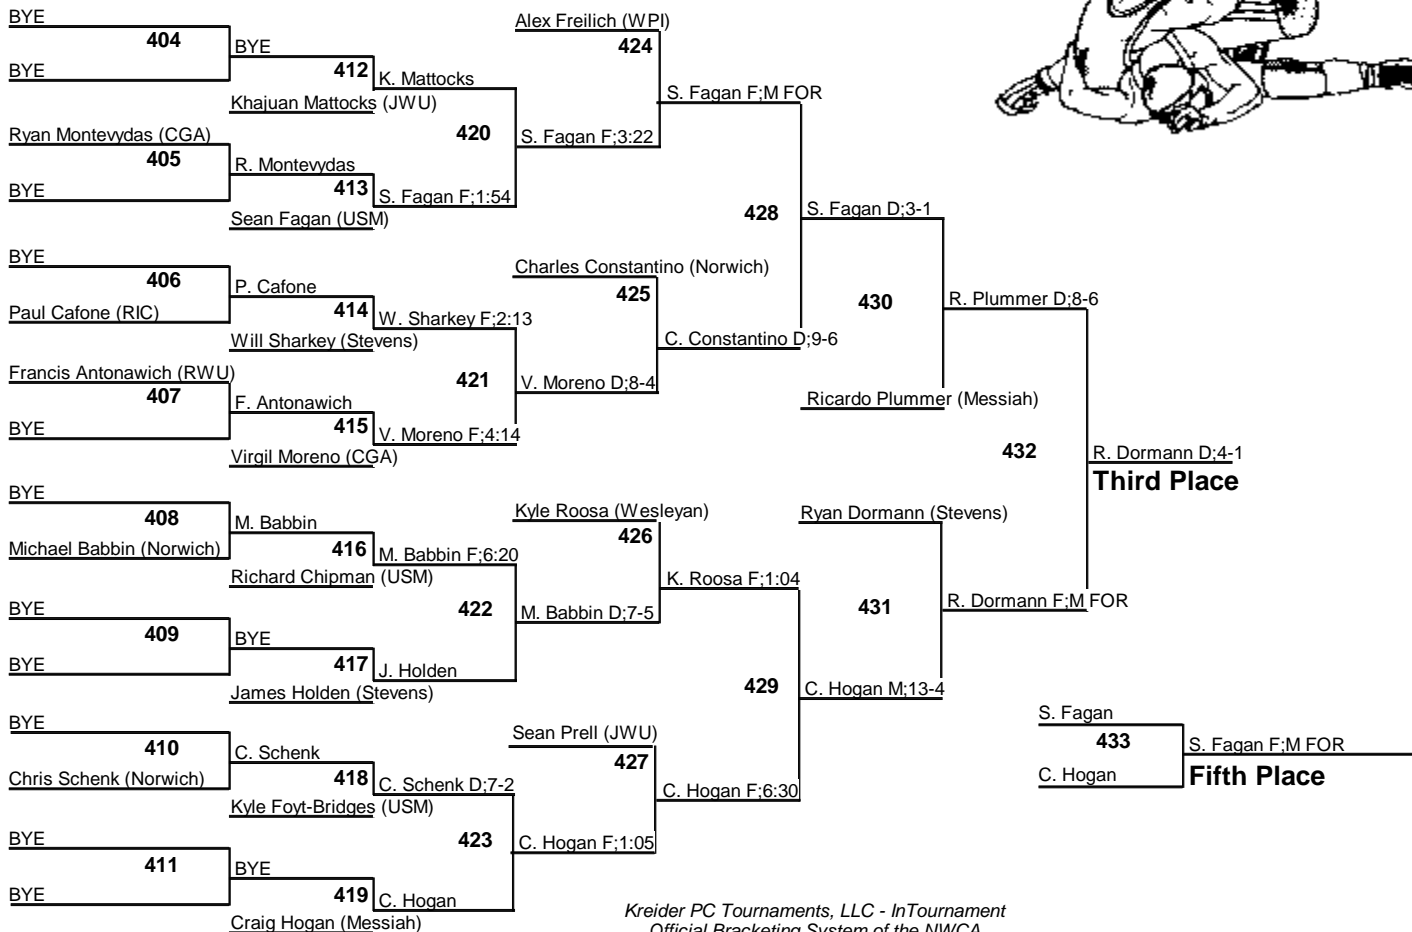 BYE
404
BYE
BYE
412
K. Mattocks
Khajuan Mattocks (JWU)
Ryan Montevydas (CGA)
405
BYE
R. Montevydas
413
S. Fagan F;1:54
Sean Fagan (USM)
420
S. Fagan F;3:22
Alex Freilich (WPI)
424
S. Fagan F;M FOR
BYE
406
Paul Cafone (RIC)
P. Cafone
414
W. Sharkey F;2:13
Will Sharkey (Stevens)
Francis Antonawich (RWU)
407
BYE
F. Antonawich
415
V. Moreno F;4:14
Virgil Moreno (CGA)
421
V. Moreno D;8-4
Charles Constantino (Norwich)
425
C. Constantino D;9-6
428
S. Fagan D;3-1
430
R. Plummer D;8-6
Ricardo Plummer (Messiah)
BYE
408
Michael Babbin (Norwich)
M. Babbin
416
M. Babbin F;6:20
Richard Chipman (USM)
BYE
409
BYE
BYE
417
J. Holden
James Holden (Stevens)
422
M. Babbin D;7-5
Kyle Roosa (Wesleyan)
426
K. Roosa F;1:04
BYE
410
Chris Schenk (Norwich)
C. Schenk
418
C. Schenk D;7-2
Kyle Foyt-Bridges (USM)
BYE
411
BYE
BYE
419
C. Hogan
Craig Hogan (Messiah)
423
C. Hogan F;1:05
Sean Prell (JWU)
427
C. Hogan F;6:30
429
C. Hogan M;13-4
Ryan Dormann (Stevens)
431
R. Dormann F;M FOR
432
R. Dormann D;4-1
Third Place
S. Fagan
433
C. Hogan
S. Fagan F;M FOR
Fifth Place
Kreider PC Tournaments, LLC - InTournament
Official Bracketing System of the NWCA